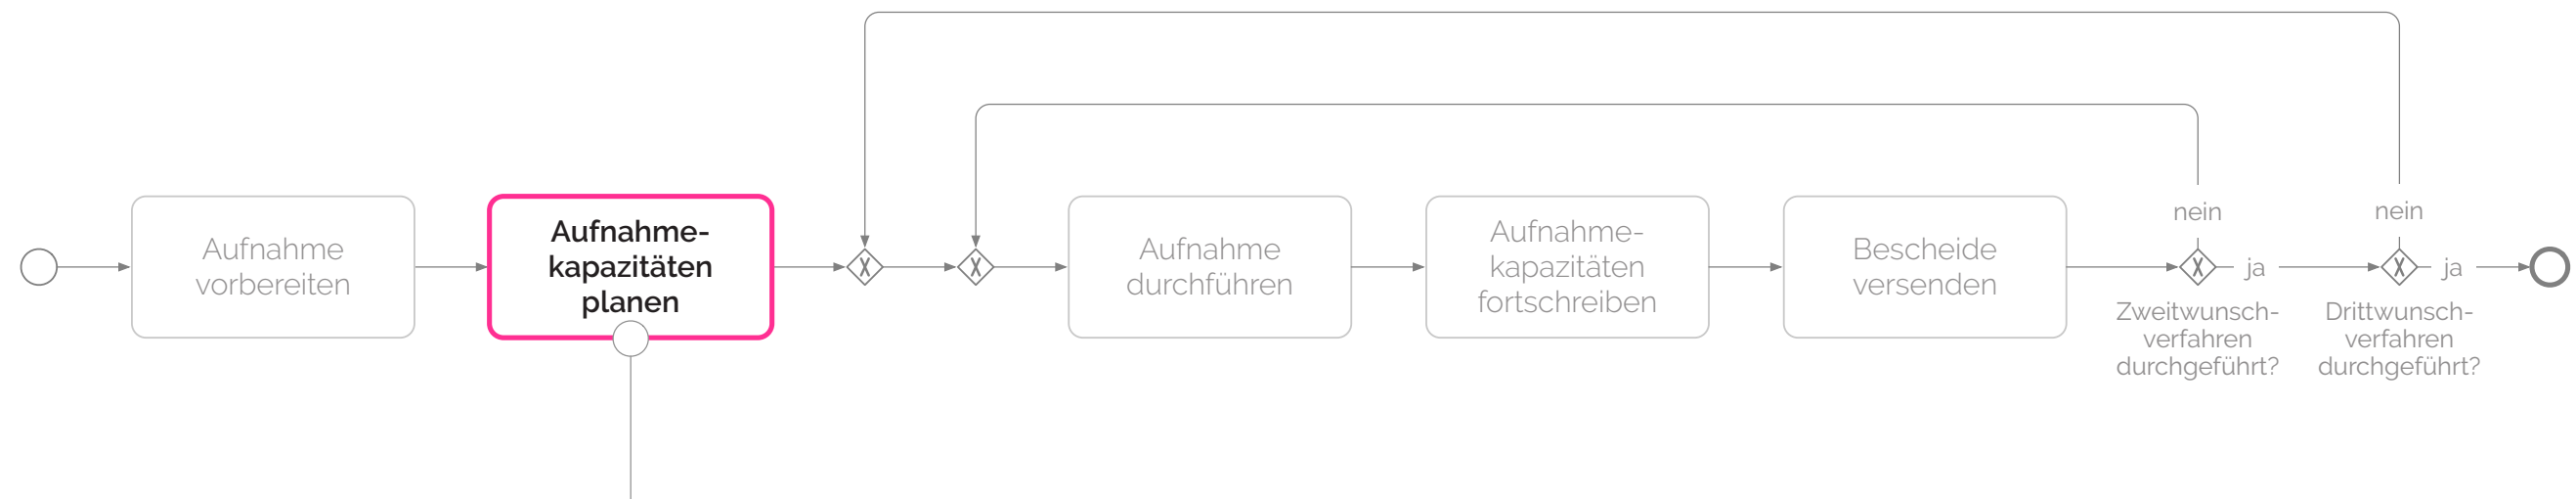 Aufnahme
vorbereiten
Aufnahme-
kapazitäten
planen
X
X
Aufnahme
durchführen
Aufnahme-
kapazitäten
fortschreiben
Bescheide
versenden
nein
X
ja
Zweitwunsch-
verfahren
durchgeführt?
nein
X
ja
Drittwunsch-
verfahren
durchgeführt?